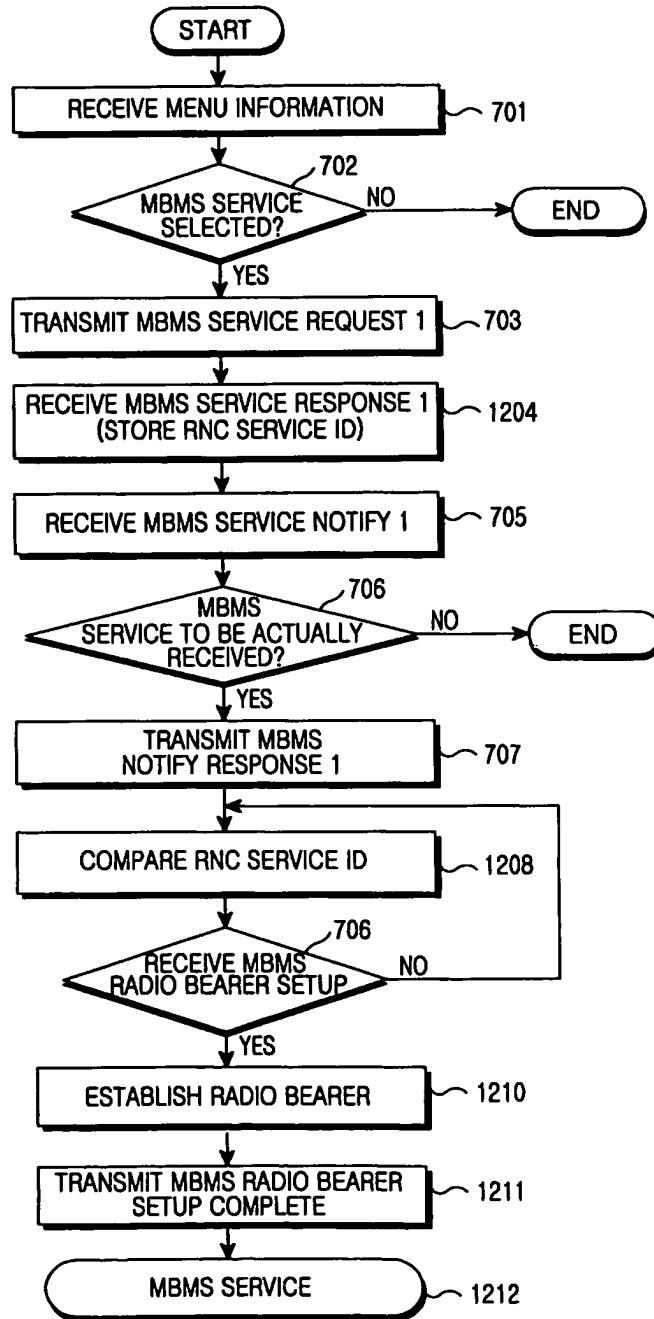 START
RECEIVE MENU INFORMATION
701
702
MBMS SERVICE
SELECTED?
NO
END
YES
TRANSMIT MBMS SERVICE REQUEST 1
703
RECEIVE MBMS SERVICE RESPONSE 1
(STORE RNC SERVICE ID)
1204
RECEIVE MBMS SERVICE NOTIFY 1
705
706
MBMS
SERVICE TO BE ACTUALLY
RECEIVED?
NO
END
YES
TRANSMIT MBMS
NOTIFY RESPONSE 1
707
COMPARE RNC SERVICE ID
1208
706
RECEIVE MBMS
RADIO BEARER SETUP
NO
YES
ESTABLISH RADIO BEARER
1210
TRANSMIT MBMS RADIO BEARER
SETUP COMPLETE
1211
MBMS SERVICE
1212